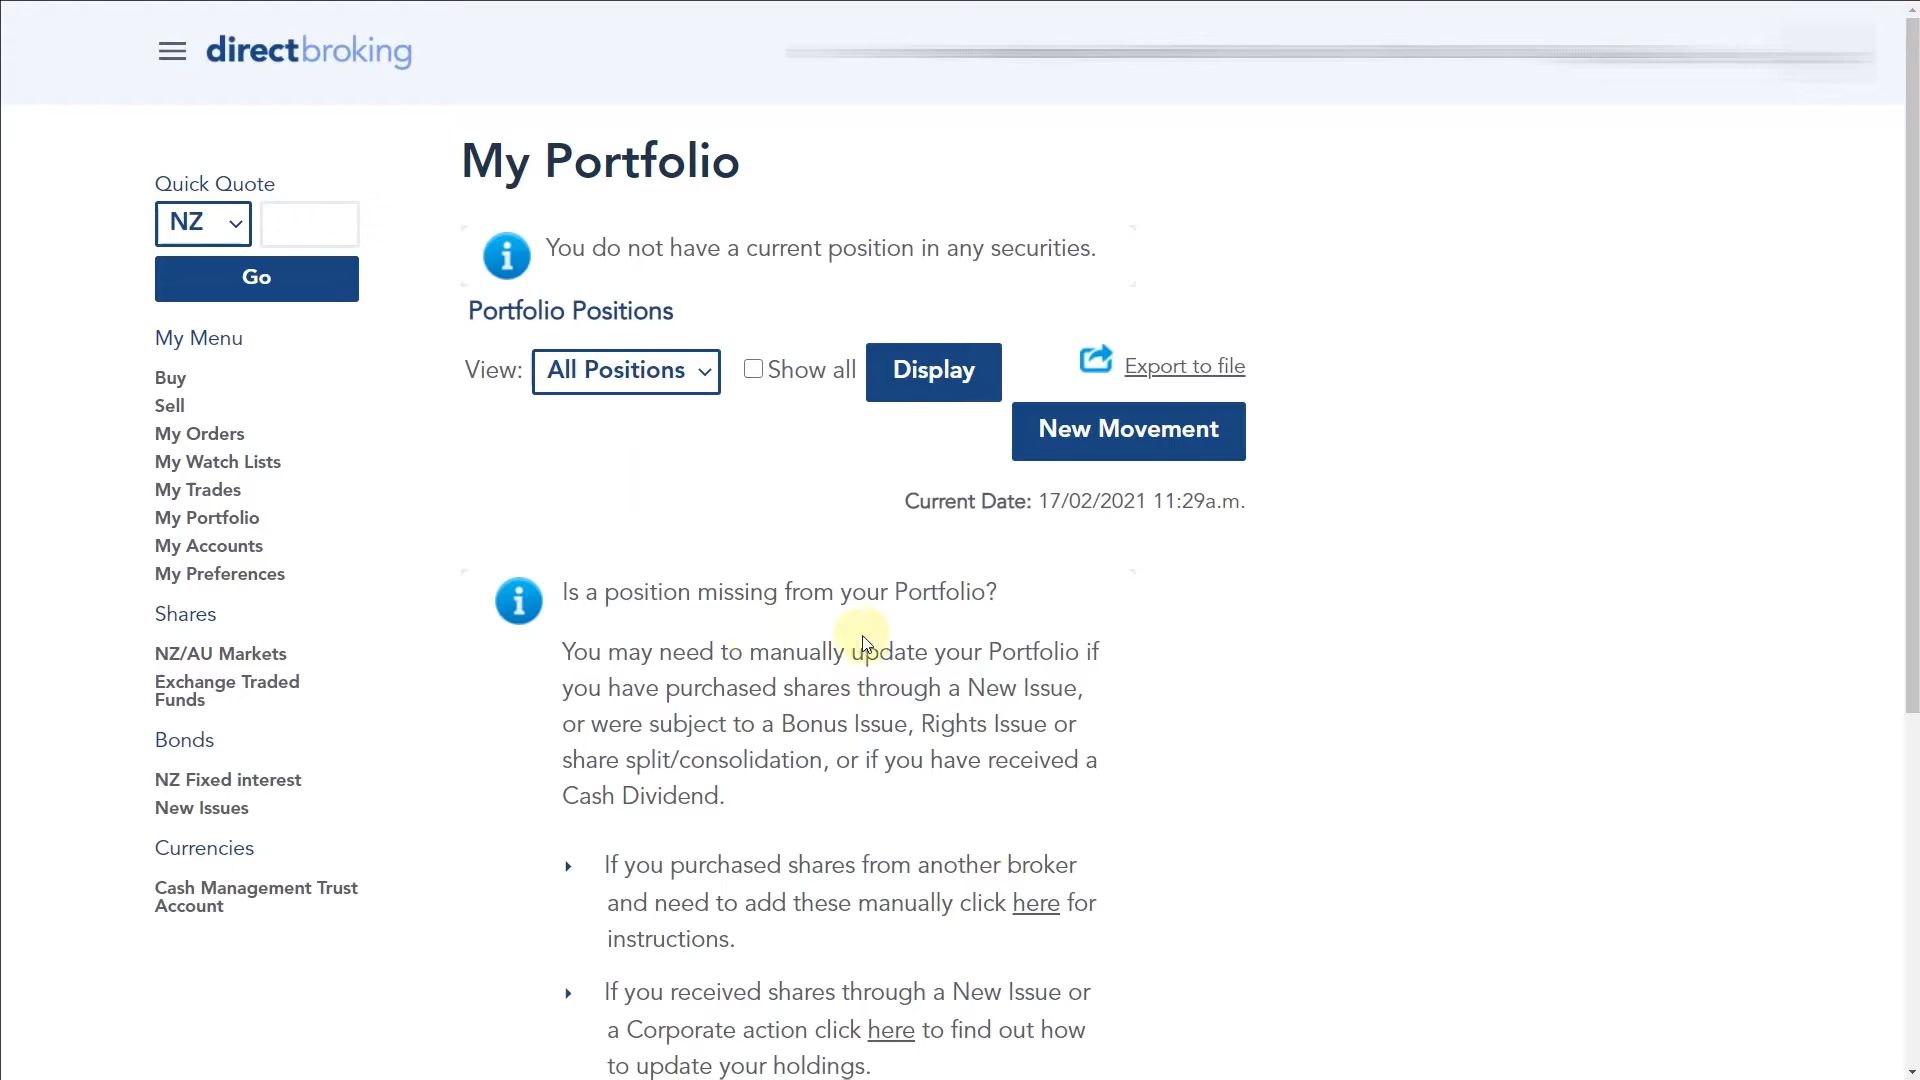 directbroking
My Portfolio
Quick Quote
NZ
Go
You do not have a current position in any securities.
Portfolio Positions
View: All Positions Show all Display
Export to file
New Movement
Current Date: 17/02/2021 11:29a.m.
My Menu
Buy
Sell
My Orders
My Watch Lists
My Trades
My Portfolio
My Accounts
My Preferences
Shares
NZ/AU Markets
Exchange Traded
Funds
Bonds
NZ Fixed interest
New Issues
Currencies
Cash Management Trust
Account
Is a position missing from your Portfolio?
You may need to manually update your Portfolio if
you have purchased shares through a New Issue,
or were subject to a Bonus Issue, Rights Issue or
share split/consolidation, or if you have received a
Cash Dividend.
If you purchased shares from another broker
and need to add these manually click here for
instructions.
If you received shares through a New Issue or
a Corporate action click here to find out how
to update your holdings.